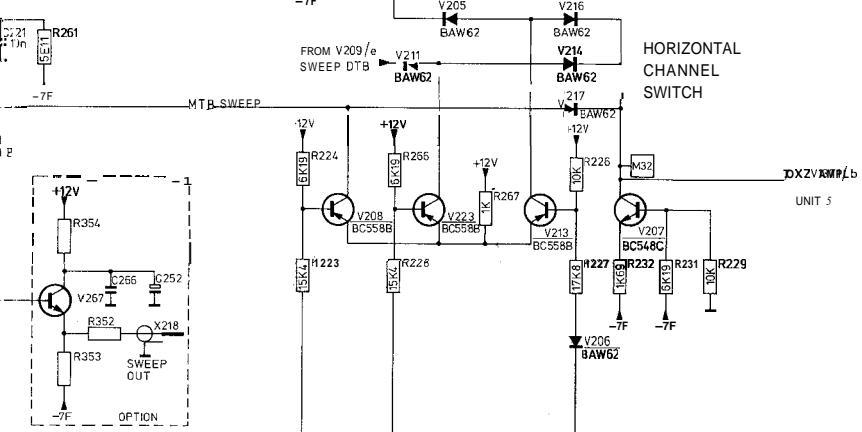 -7F
V205
V216
C221
10n
R261
5E11
BAW62
BAW62
FROM V209/e
SWEEP DTB
V211
BAW62
V214
BAW62
HORIZONTAL
CHANNEL
SWITCH
-7F
MTB SWEEP
V217
BAW62
+12V
+12V
+12V
R224
6K19
R266
6K19
+12V
R226
10K
M32
B
-1
+12V
R267
1K
UNIT 5
R354
V208
BC558B
V223
BC558B
V213
BC558B
V207
BC548C
C266
C252
15K4
R228
15K4
R227
17K8
R232
1K69
R231
6K19
R229
10K
V267
R352
X218
-7F
-7F
V206
BAW62
R353
SWEEP
OUT
-7F
OPTION